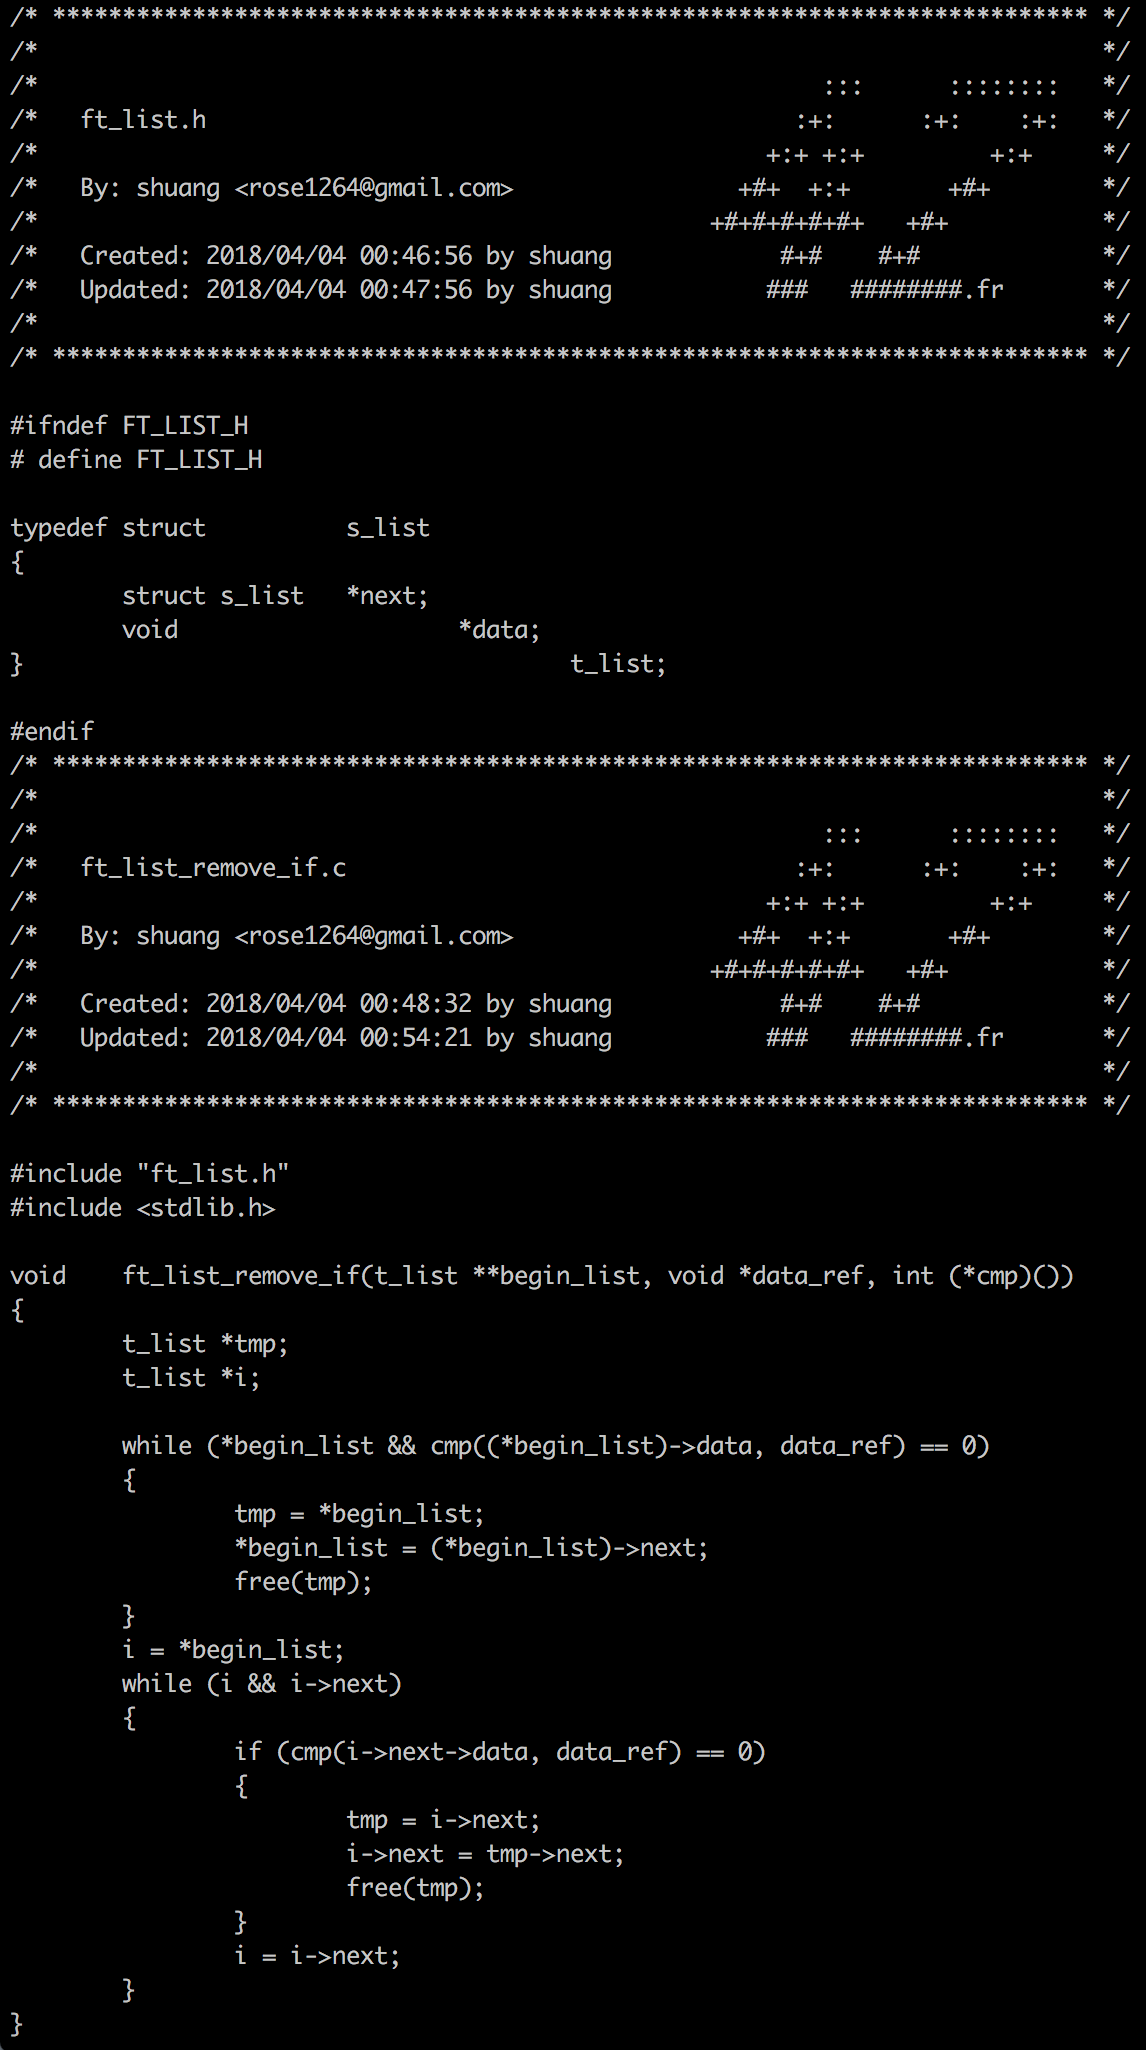 /* ************************************************************************** */
/*                                                                            */
/*                                                        :::      ::::::::   */
/*   ft_list.h                                          :+:      :+:    :+:   */
/*                                                    +:+ +:+         +:+     */
/*   By: shuang <rose1264@gmail.com>                +#+  +:+       +#+        */
/*                                                +#+#+#+#+#+   +#+           */
/*   Created: 2018/04/04 00:46:56 by shuang            #+#    #+#             */
/*   Updated: 2018/04/04 00:47:56 by shuang           ###   ########.fr       */
/*                                                                            */
/* ************************************************************************** */

#ifndef FT_LIST_H
# define FT_LIST_H

typedef struct          s_list
{
        struct s_list   *next;
        void                    *data;
}                                       t_list;

#endif
/* ************************************************************************** */
/*                                                                            */
/*                                                        :::      ::::::::   */
/*   ft_list_remove_if.c                                :+:      :+:    :+:   */
/*                                                    +:+ +:+         +:+     */
/*   By: shuang <rose1264@gmail.com>                +#+  +:+       +#+        */
/*                                                +#+#+#+#+#+   +#+           */
/*   Created: 2018/04/04 00:48:32 by shuang            #+#    #+#             */
/*   Updated: 2018/04/04 00:54:21 by shuang           ###   ########.fr       */
/*                                                                            */
/* ************************************************************************** */

#include "ft_list.h"
#include <stdlib.h>

void    ft_list_remove_if(t_list **begin_list, void *data_ref, int (*cmp)())
{
        t_list *tmp;
        t_list *i;

        while (*begin_list && cmp((*begin_list)->data, data_ref) == 0)
        {
                tmp = *begin_list;
                *begin_list = (*begin_list)->next;
                free(tmp);
        }
        i = *begin_list;
        while (i && i->next)
        {
                if (cmp(i->next->data, data_ref) == 0)
                {
                        tmp = i->next;
                        i->next = tmp->next;
                        free(tmp);
                }
                i = i->next;
        }
}